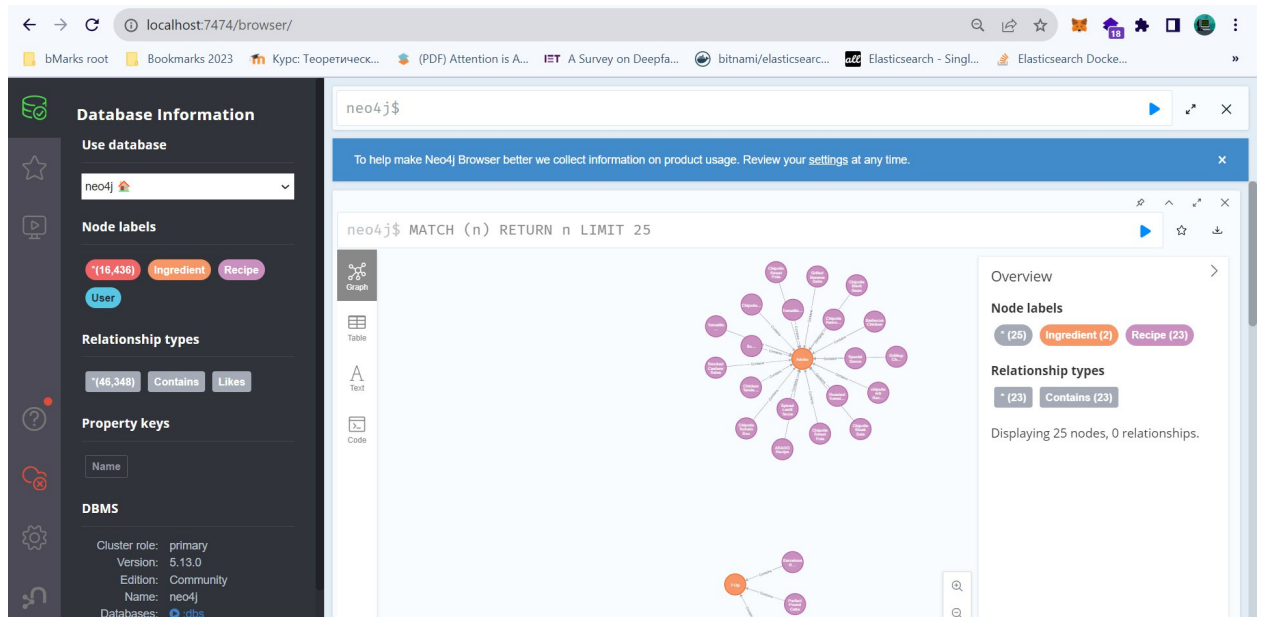 localhost:7474/browser/
18
bMarks root Bookmarks 2023 Курс: Теоретическ... (PDF) Attention is A... IET A Survey on Deepfa... bitnami/elasticsearc... all Elasticsearch - Singl... Elasticsearch Docke... »
Database Information
Use database
neo4j
Node labels
*(16,436) Ingredient Recipe
User
Relationship types
*(46,348) Contains Likes
Property keys
Name
DBMS
Cluster role: primary
Version: 5.13.0
Edition: Community
Name: neo4j
Databases: :dbs
neo4j$
To help make Neo4j Browser better we collect information on product usage. Review your settings at any time.
neo4j$ MATCH (n) RETURN n LIMIT 25
Graph
Table
A
Text
Code
Overview
Node labels
* (25) Ingredient (2) Recipe (23)
Relationship types
* (23) Contains (23)
Displaying 25 nodes, 0 relationships.